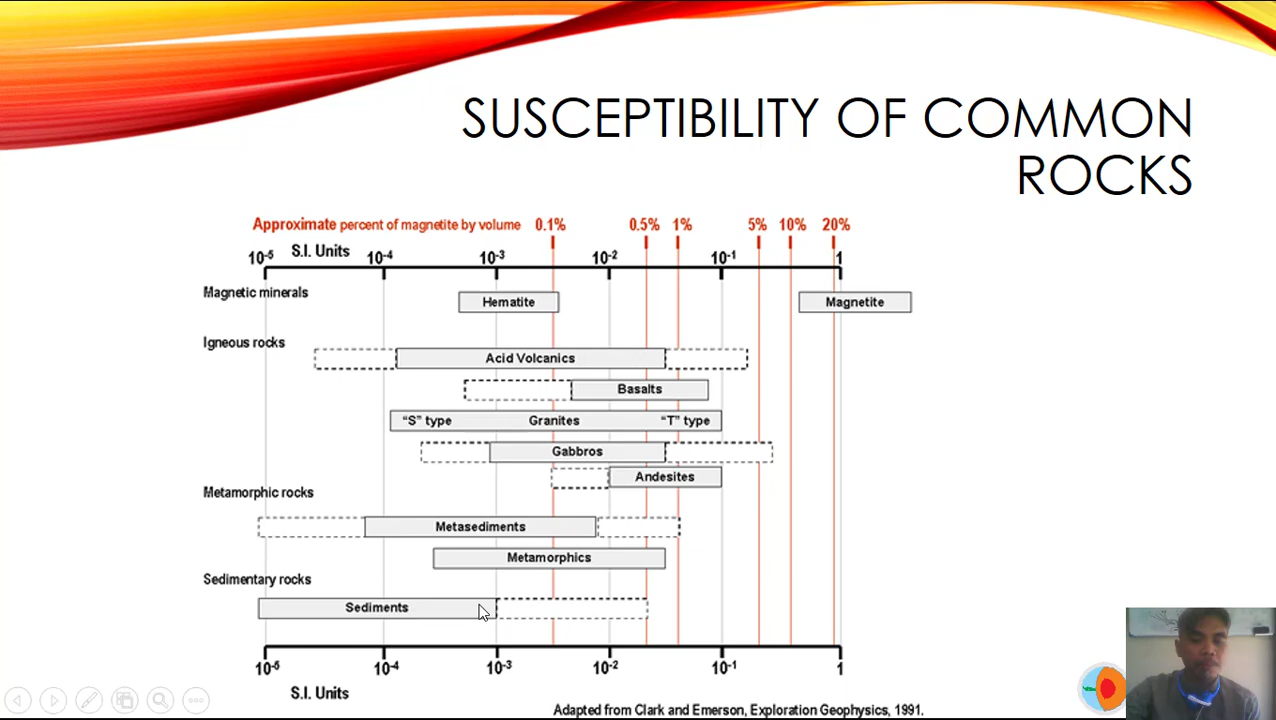 SUSCEPTIBILITY OF COMMON
ROCKS
Approximate percent of magnetite by volume 0.1% 0.5% 1% 5% 10% 20%
S.I. Units
10⁻⁵ 10⁻⁴ 10⁻³ 10⁻² 10⁻¹ 1
Magnetic minerals
Hematite Magnetite
Igneous rocks
Acid Volcanics
Basalts
“S” type Granites “T” type
Gabbros
Andesites
Metamorphic rocks
Metasediments
Metamorphics
Sedimentary rocks
Sediments
10⁻⁵ 10⁻⁴ 10⁻³ 10⁻² 10⁻¹ 1
S.I. Units
Adapted from Clark and Emerson, Exploration Geophysics, 1991.